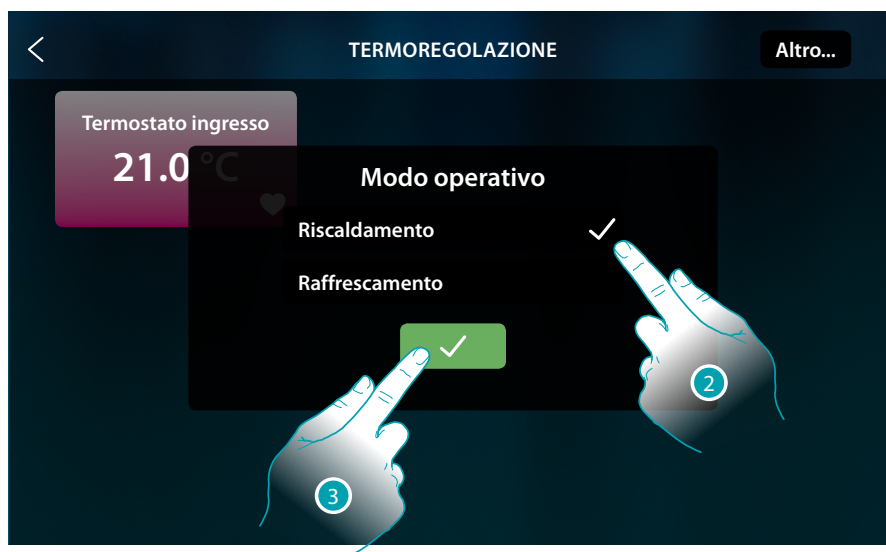 TERMOREGOLAZIONE
Altro...
Termostato ingresso
21.0 °C
Modo operativo
Riscaldamento
Raffrescamento
2
3